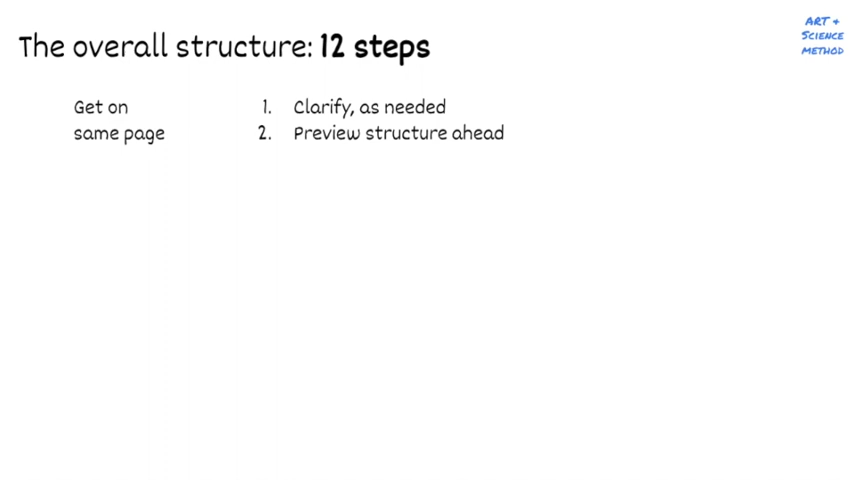 ART +
SCIENCE
METHOD
The overall structure: 12 steps
Get on
same page
1. Clarify, as needed
2. Preview structure ahead